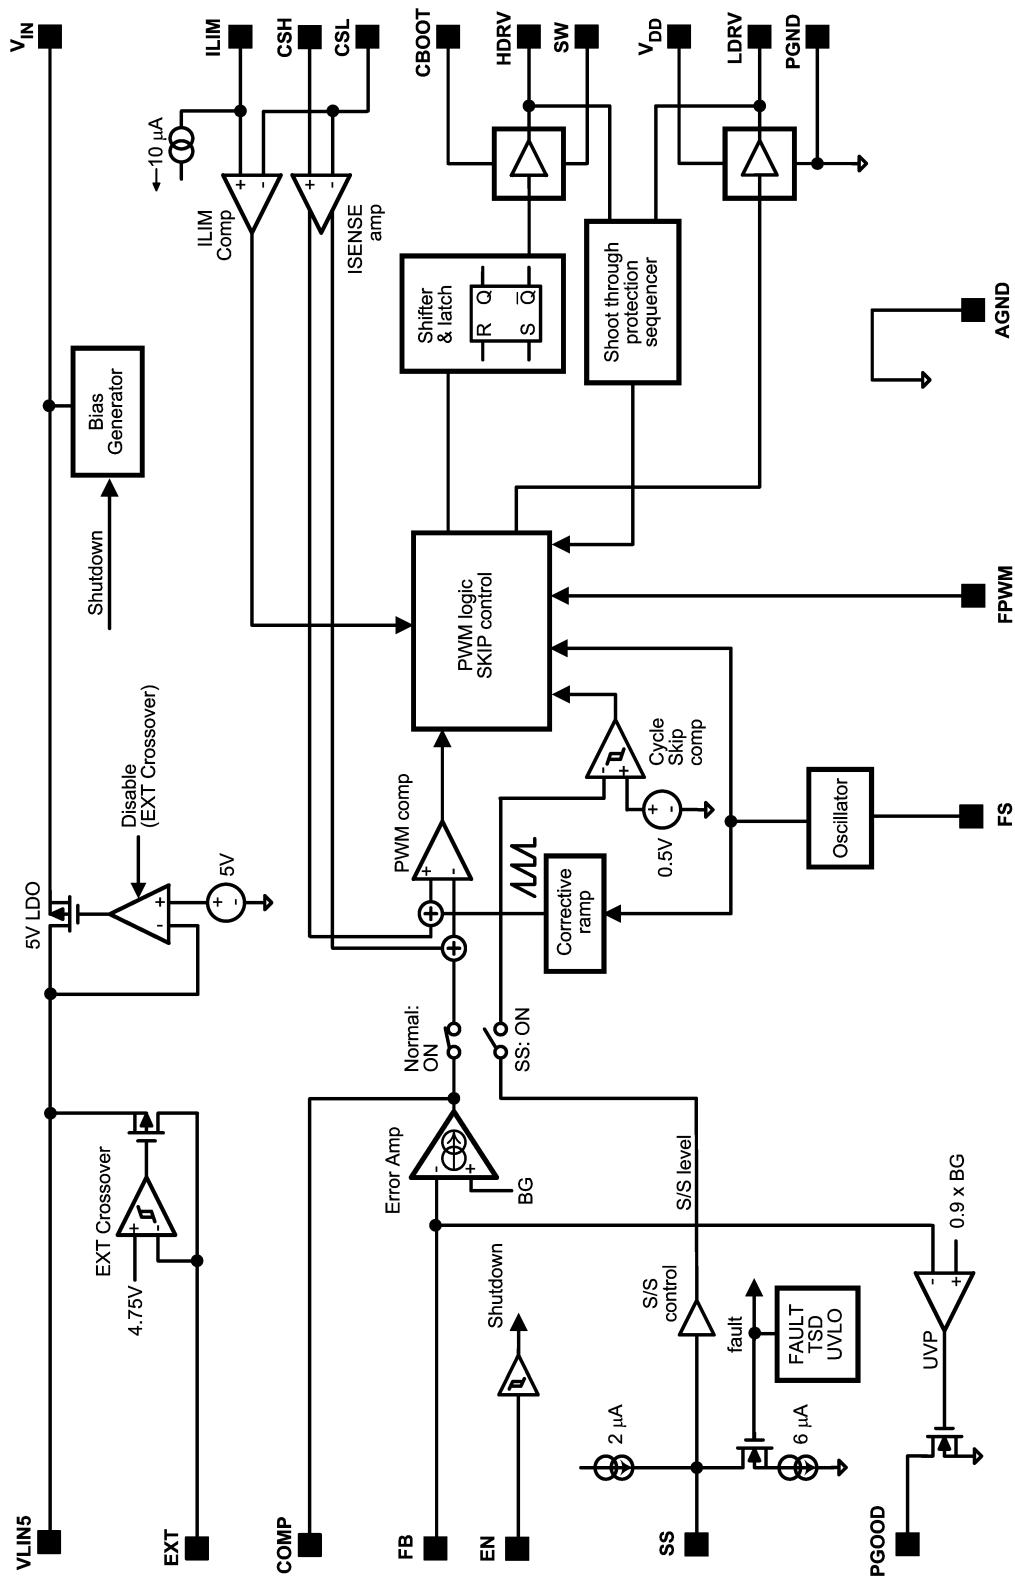 VIN
ILIM
CSH
CSL
CBOOT
HDRV
SW
VDD
LDRV
PGND
10 µA
+
-
+
-
ILIM
Comp
ISENSE
amp
Shifter
& latch
R Q
S Q
Shoot through
protection
sequencer
AGND
Bias
Generator
Shutdown
PWM logic
SKIP control
FPWM
Disable
(EXT Crossover)
5V LDO
+
-
5V
+
-
PWM comp
+
-
Cycle
Skip
comp
-
+
0.5V
+
-
Corrective
ramp
Oscillator
FS
Normal:
ON
SS: ON
EXT Crossover
+
-
4.75V
Error Amp
-
+
BG
S/S level
Shutdown
S/S
control
fault
FAULT
TSD
UVLO
0.9 x BG
-
+
UVP
2 µA
6 µA
VLIN5
EXT
COMP
FB
EN
SS
PGOOD